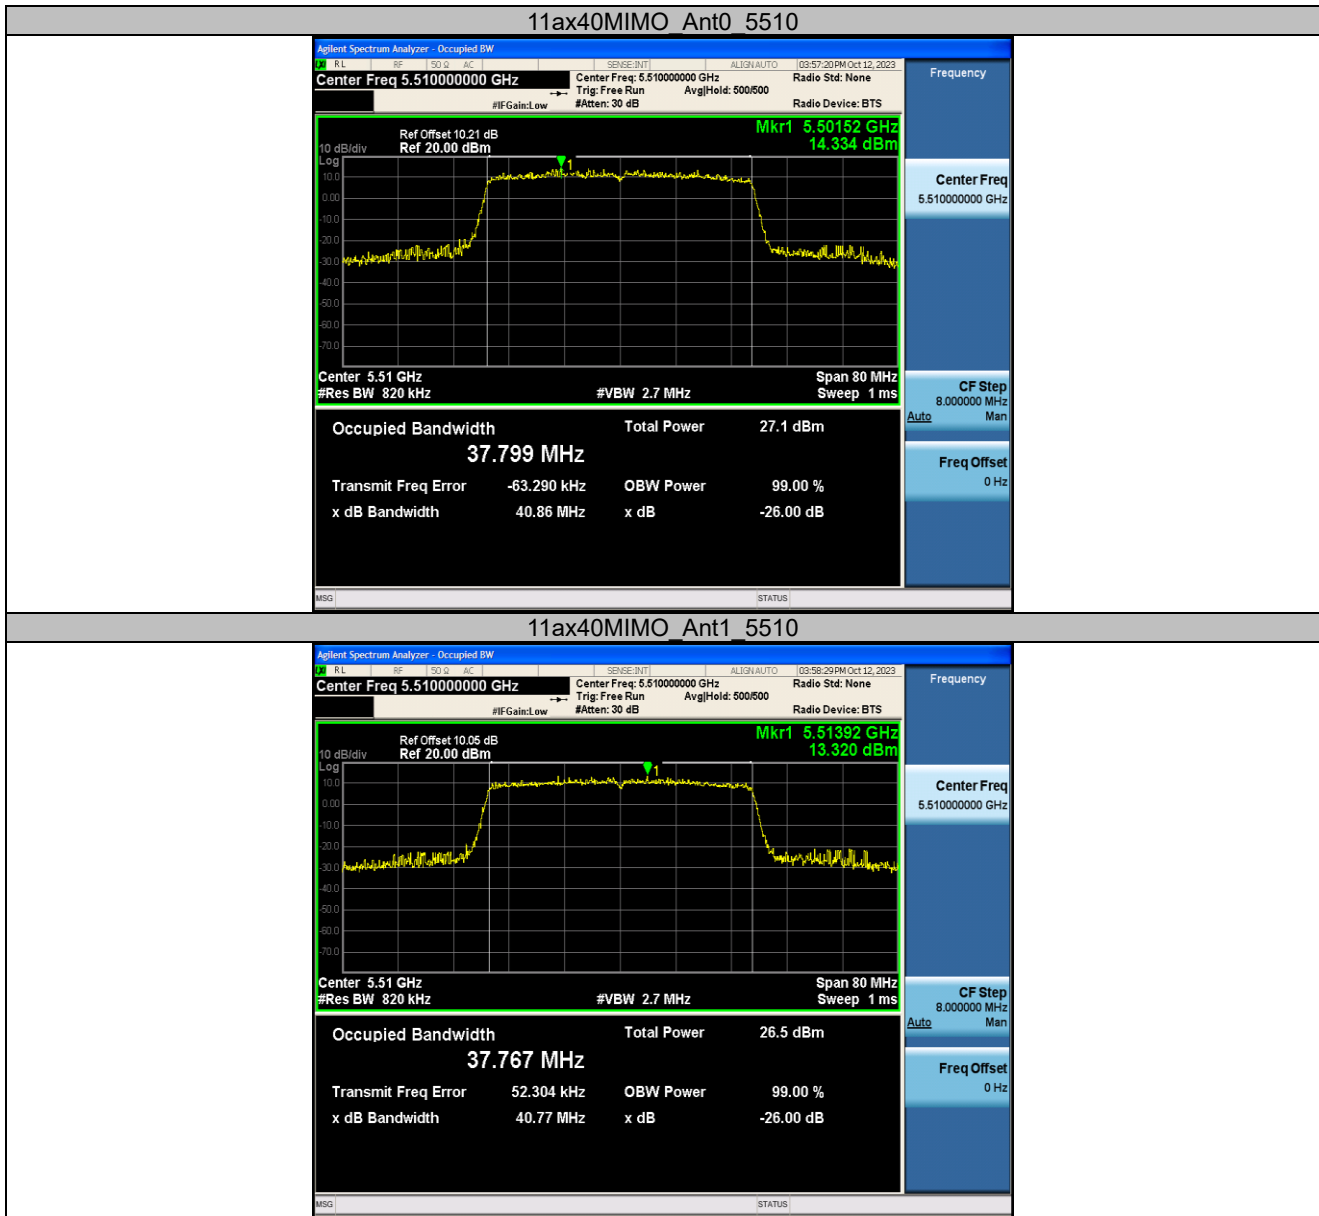 11ax40MIMO_Ant0_5510
Agilent Spectrum Analyzer - Occupied BW
RL RF 50 Ω AC SENSE:INT ALIGN AUTO 03:57:20 PM Oct 12, 2023
Center Freq 5.510000000 GHz
Center Freq: 5.510000000 GHz Radio Std: None
Trig: Free Run Avg|Hold: 500/500
#IFGain:Low #Atten: 30 dB Radio Device: BTS
Frequency
Mkr1 5.50152 GHz
14.334 dBm
Ref Offset 10.21 dB
10 dB/div Ref 20.00 dBm
Log
1
10.0
0.00
-10.0
-20.0
-30.0
-40.0
-50.0
-60.0
-70.0
Center 5.51 GHz Span 80 MHz
#Res BW 820 kHz #VBW 2.7 MHz Sweep 1 ms
Occupied Bandwidth Total Power 27.1 dBm
37.799 MHz
Transmit Freq Error -63.290 kHz OBW Power 99.00 %
x dB Bandwidth 40.86 MHz x dB -26.00 dB
Center Freq
5.510000000 GHz
CF Step
8.000000 MHz
Auto Man
Freq Offset
0 Hz
MSG STATUS
11ax40MIMO_Ant1_5510
Agilent Spectrum Analyzer - Occupied BW
RL RF 50 Ω AC SENSE:INT ALIGN AUTO 03:58:29 PM Oct 12, 2023
Center Freq 5.510000000 GHz
Center Freq: 5.510000000 GHz Radio Std: None
Trig: Free Run Avg|Hold: 500/500
#IFGain:Low #Atten: 30 dB Radio Device: BTS
Frequency
Mkr1 5.51392 GHz
13.320 dBm
Ref Offset 10.05 dB
10 dB/div Ref 20.00 dBm
Log
1
10.0
0.00
-10.0
-20.0
-30.0
-40.0
-50.0
-60.0
-70.0
Center 5.51 GHz Span 80 MHz
#Res BW 820 kHz #VBW 2.7 MHz Sweep 1 ms
Occupied Bandwidth Total Power 26.5 dBm
37.767 MHz
Transmit Freq Error 52.304 kHz OBW Power 99.00 %
x dB Bandwidth 40.77 MHz x dB -26.00 dB
Center Freq
5.510000000 GHz
CF Step
8.000000 MHz
Auto Man
Freq Offset
0 Hz
MSG STATUS